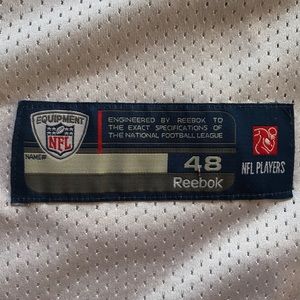 EQUIPMENT
NFL
ENGINEERED BY REEBOK TO
THE EXACT SPECIFICATIONS OF
THE NATIONAL FOOTBALL LEAGUE
NAME/#
48
Reebok
NFL PLAYERS